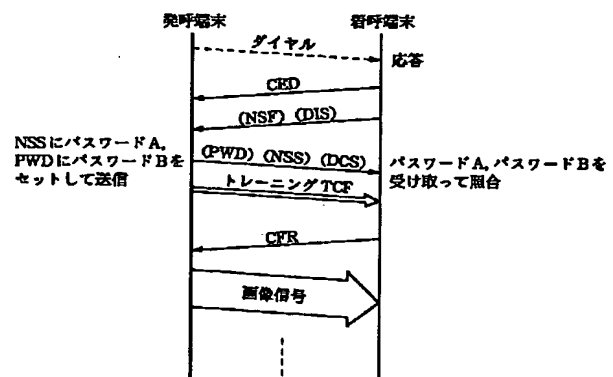 発呼端末
着呼端末
ダイヤル
応答
CED
(NSF) (DIS)
NSSにパスワードA,
PWDにパスワードBを
セットして送信
(PWD) (NSS) (DCS)
パスワードA, パスワードBを
受け取って照合
トレーニングTCF
CFR
画像信号